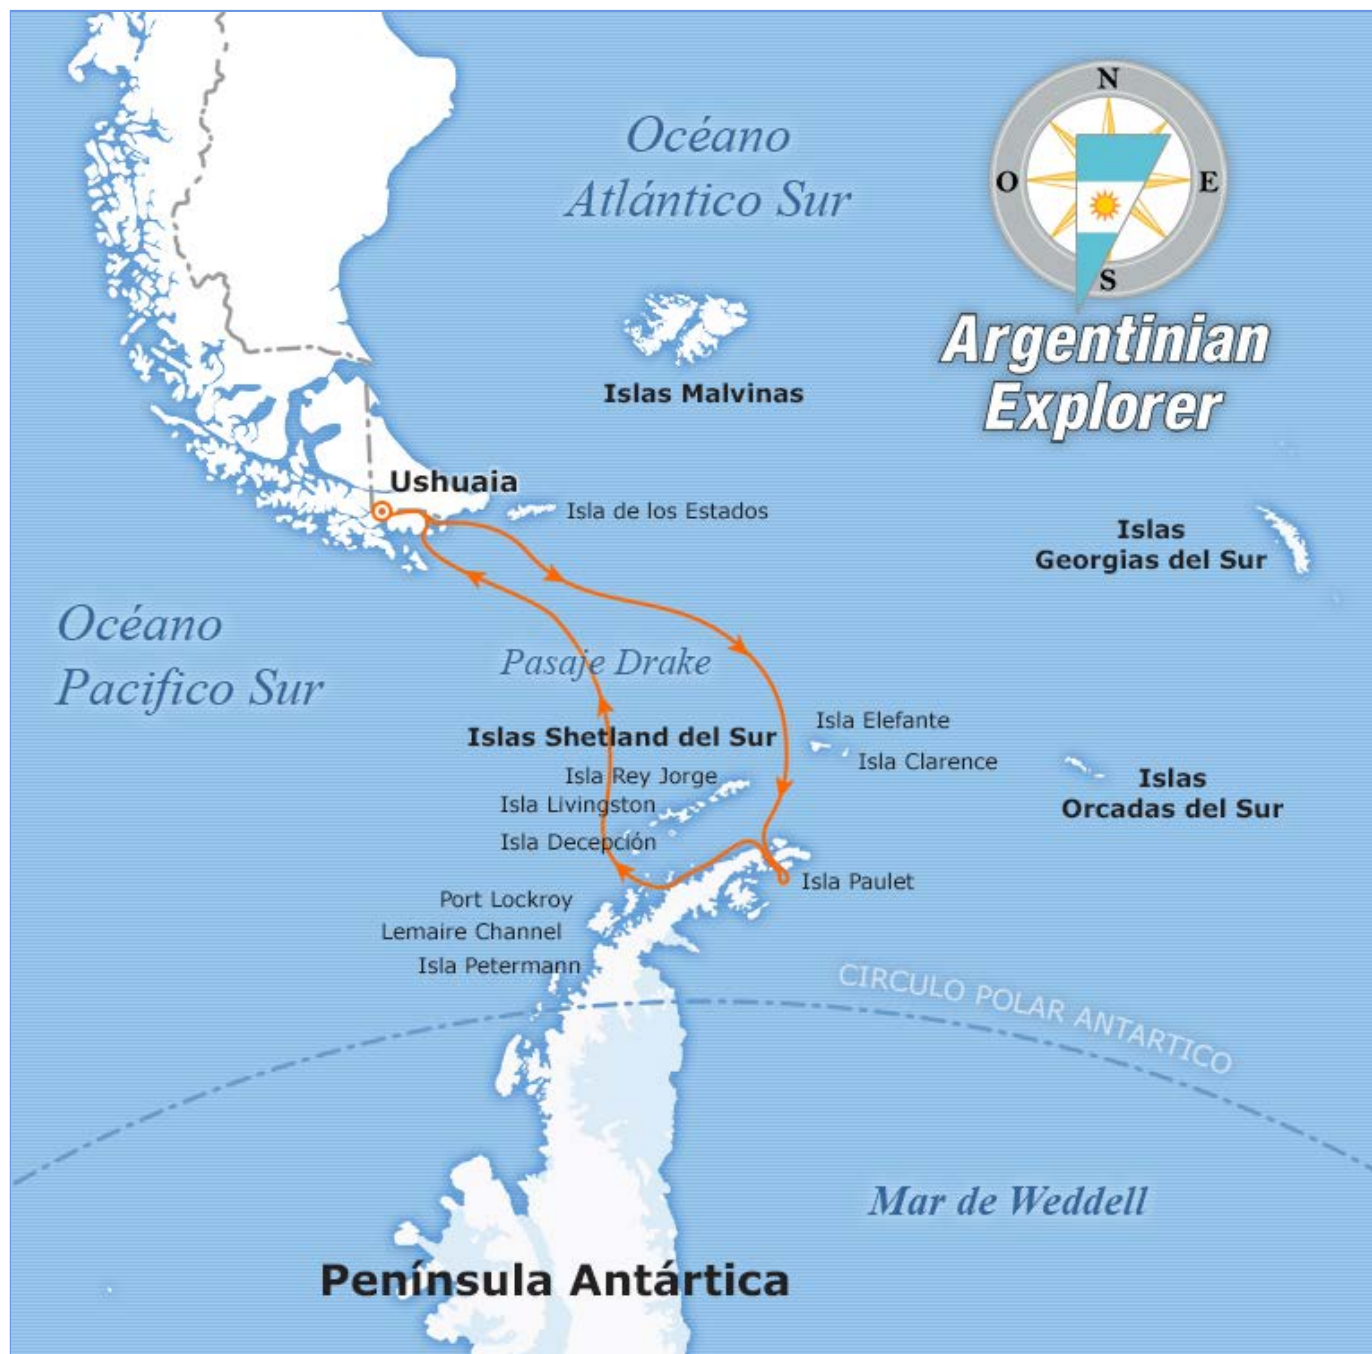 Océano
Atlántico Sur
N
O
E
S
Argentinian
Explorer
Islas Malvinas
Ushuaia
Isla de los Estados
Islas
Georgias del Sur
Océano
Pacifico Sur
Pasaje Drake
Isla Elefante
Islas Shetland del Sur
Isla Clarence
Isla Rey Jorge
Islas
Orcadas del Sur
Isla Livingston
Isla Decepción
Isla Paulet
Port Lockroy
Lemaire Channel
Isla Petermann
CIRCULO POLAR ANTARTICO
Mar de Weddell
Península Antártica